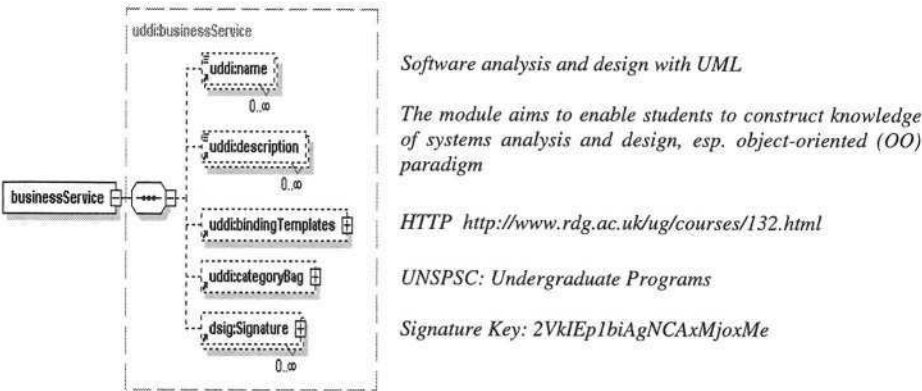 uddi:businessService
uddi:name
0..∞
Software analysis and design with UML
uddi:description
0..∞
The module aims to enable students to construct knowledge
of systems analysis and design, esp. object-oriented (OO)
paradigm
businessService
uddi:bindingTemplates
HTTP http://www.rdg.ac.uk/ug/courses/132.html
uddi:categoryBag
UNSPSC: Undergraduate Programs
dsig:Signature
0..∞
Signature Key: 2VkIEp1biAgNCAxMjoxMe